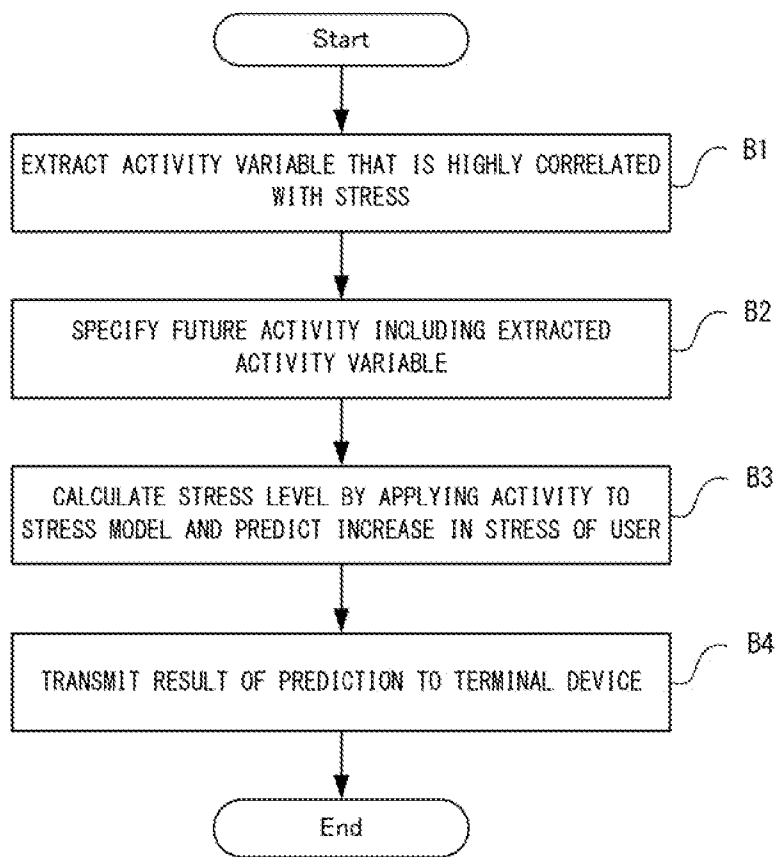 Start
EXTRACT ACTIVITY VARIABLE THAT IS HIGHLY CORRELATED
WITH STRESS
B1
SPECIFY FUTURE ACTIVITY INCLUDING EXTRACTED
ACTIVITY VARIABLE
B2
CALCULATE STRESS LEVEL BY APPLYING ACTIVITY TO
STRESS MODEL AND PREDICT INCREASE IN STRESS OF USER
B3
TRANSMIT RESULT OF PREDICTION TO TERMINAL DEVICE
B4
End